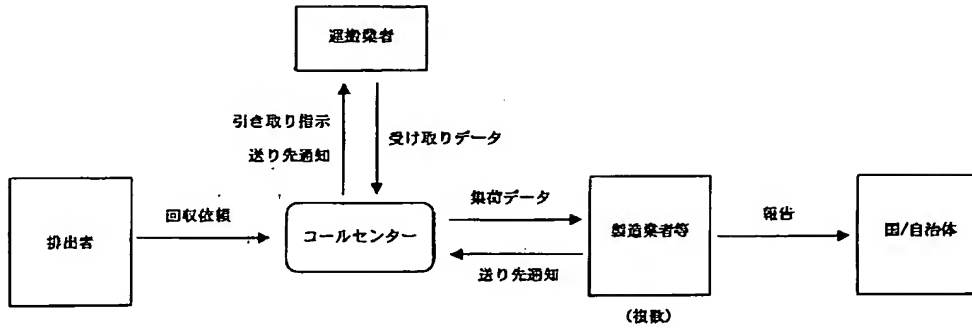 運搬業者
引き取り指示
送り先通知
受け取りデータ
排出者
回収依頼
コールセンター
集荷データ
送り先通知
製造業者等
(複数)
報告
国/自治体